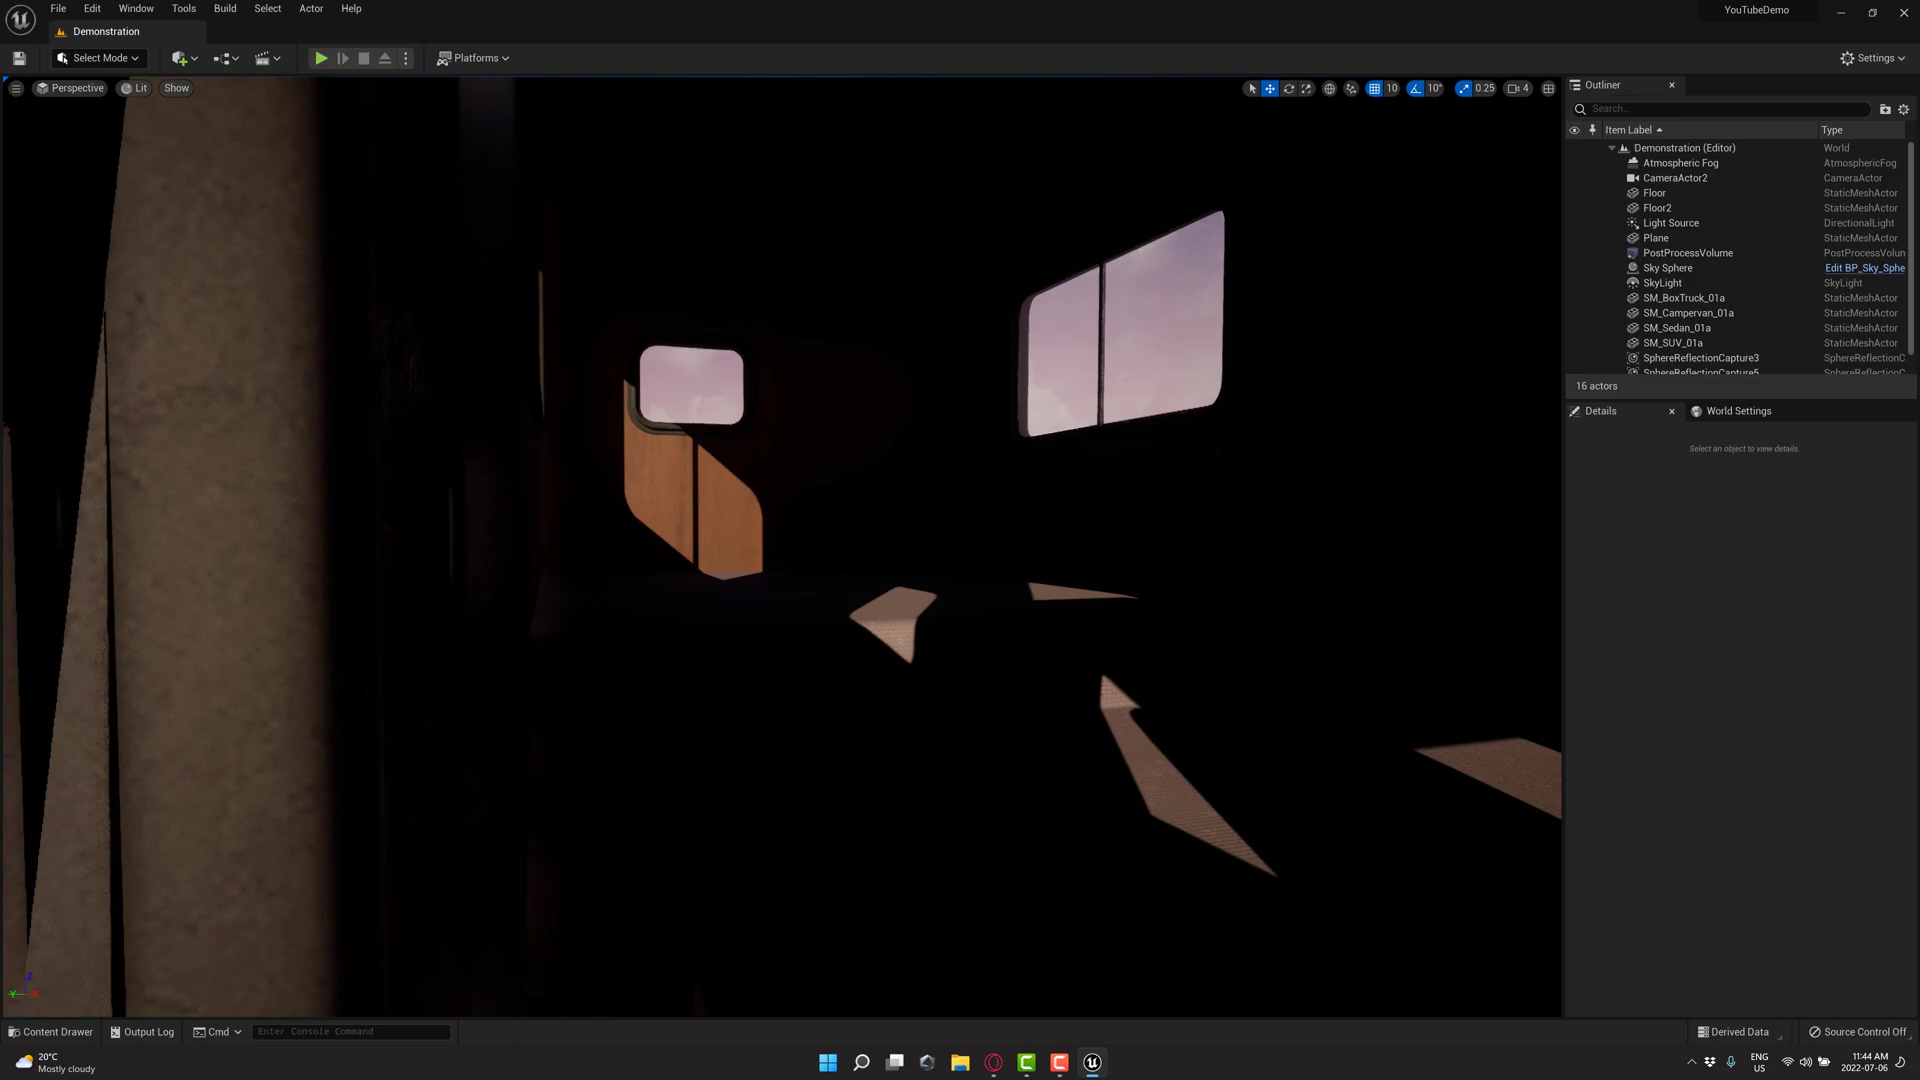 File Edit Window Tools Build Select Actor Help
YouTubeDemo
Demonstration
Select Mode
Platforms
Settings
Perspective
Lit
Show
10
10°
0.25
4
Outliner
Search...
Item Label
Type
Demonstration (Editor) World
Atmospheric Fog AtmosphericFog
CameraActor2 CameraActor
Floor StaticMeshActor
Floor2 StaticMeshActor
Light Source DirectionalLight
Plane StaticMeshActor
PostProcessVolume PostProcessVolun
Sky Sphere Edit BP_Sky_Sphe
SkyLight SkyLight
SM_BoxTruck_01a StaticMeshActor
SM_Campervan_01a StaticMeshActor
SM_Sedan_01a StaticMeshActor
SM_SUV_01a StaticMeshActor
SphereReflectionCapture3 SphereReflectionC
SphereReflectionCapture5 SphereReflectionC
16 actors
Details
World Settings
Select an object to view details.
Z
Y
X
Content Drawer
Output Log
Cmd
Enter Console Command
Derived Data
Source Control Off
20°C
Mostly cloudy
ENG
US
11:44 AM
2022-07-06